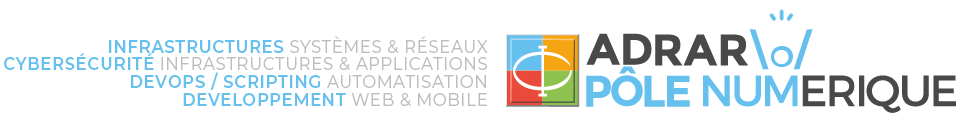 INFRASTRUCTURES SYSTÈMES & RÉSEAUX
CYBERSÉCURITÉ INFRASTRUCTURES & APPLICATIONS
DEVOPS / SCRIPTING AUTOMATISATION
DEVELOPPEMENT WEB & MOBILE
ADRAR
PÔLE NUMERIQUE